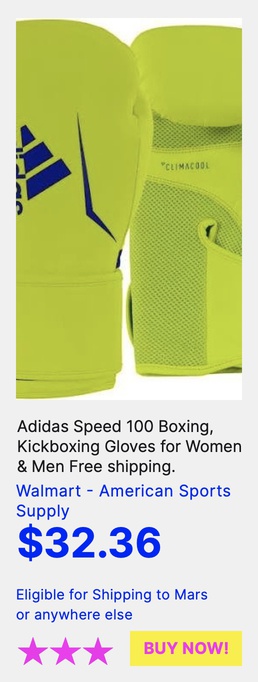 adidas
CLIMACOOL
Adidas Speed 100 Boxing,
Kickboxing Gloves for Women
& Men Free shipping.
Walmart - American Sports
Supply
$32.36
Eligible for Shipping to Mars
or anywhere else
BUY NOW!